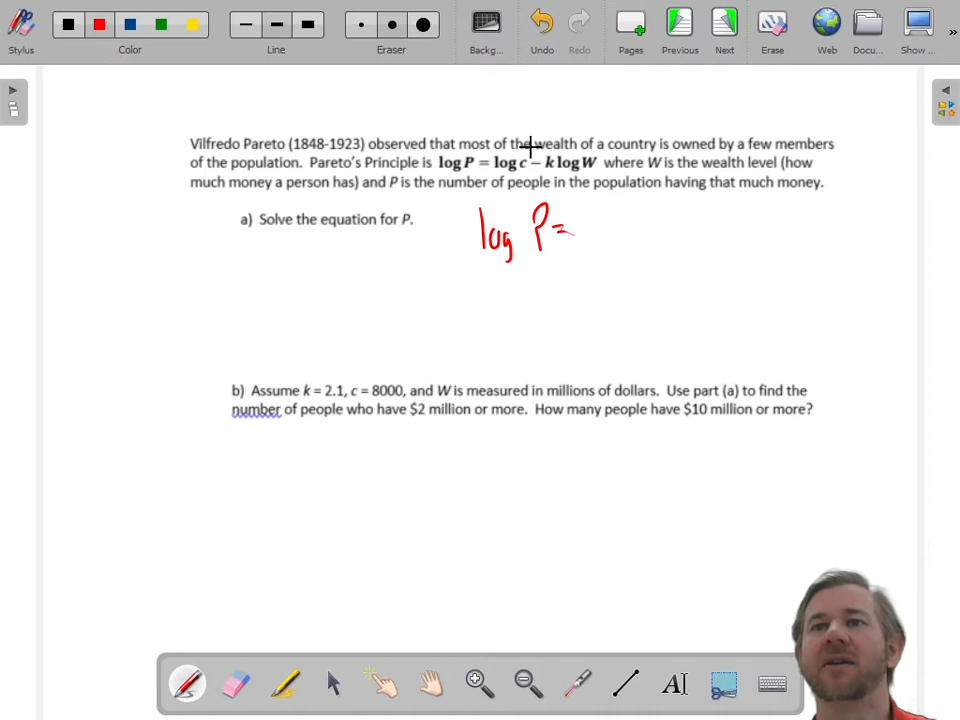 Stylus
Color
Line
Eraser
Backg...
Undo
Redo
Pages
Previous
Next
Erase
Web
Docu...
Show ...
»
Vilfredo Pareto (1848-1923) observed that most of the wealth of a country is owned by a few members
of the population. Pareto's Principle is log P = log c – k log W where W is the wealth level (how
much money a person has) and P is the number of people in the population having that much money.
a) Solve the equation for P.
log P=
b) Assume k = 2.1, c = 8000, and W is measured in millions of dollars. Use part (a) to find the
number of people who have $2 million or more. How many people have $10 million or more?
A